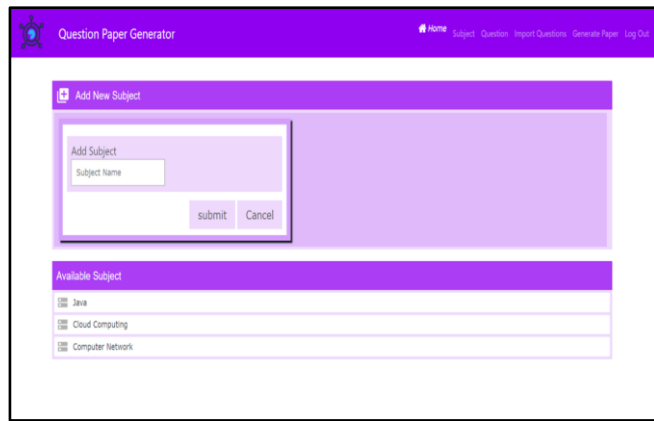 Question Paper Generator
Home Subject Question Import Questions Generate Paper Log Out
Add New Subject
Add Subject
Subject Name
submit Cancel
Available Subject
Java
Cloud Computing
Computer Network